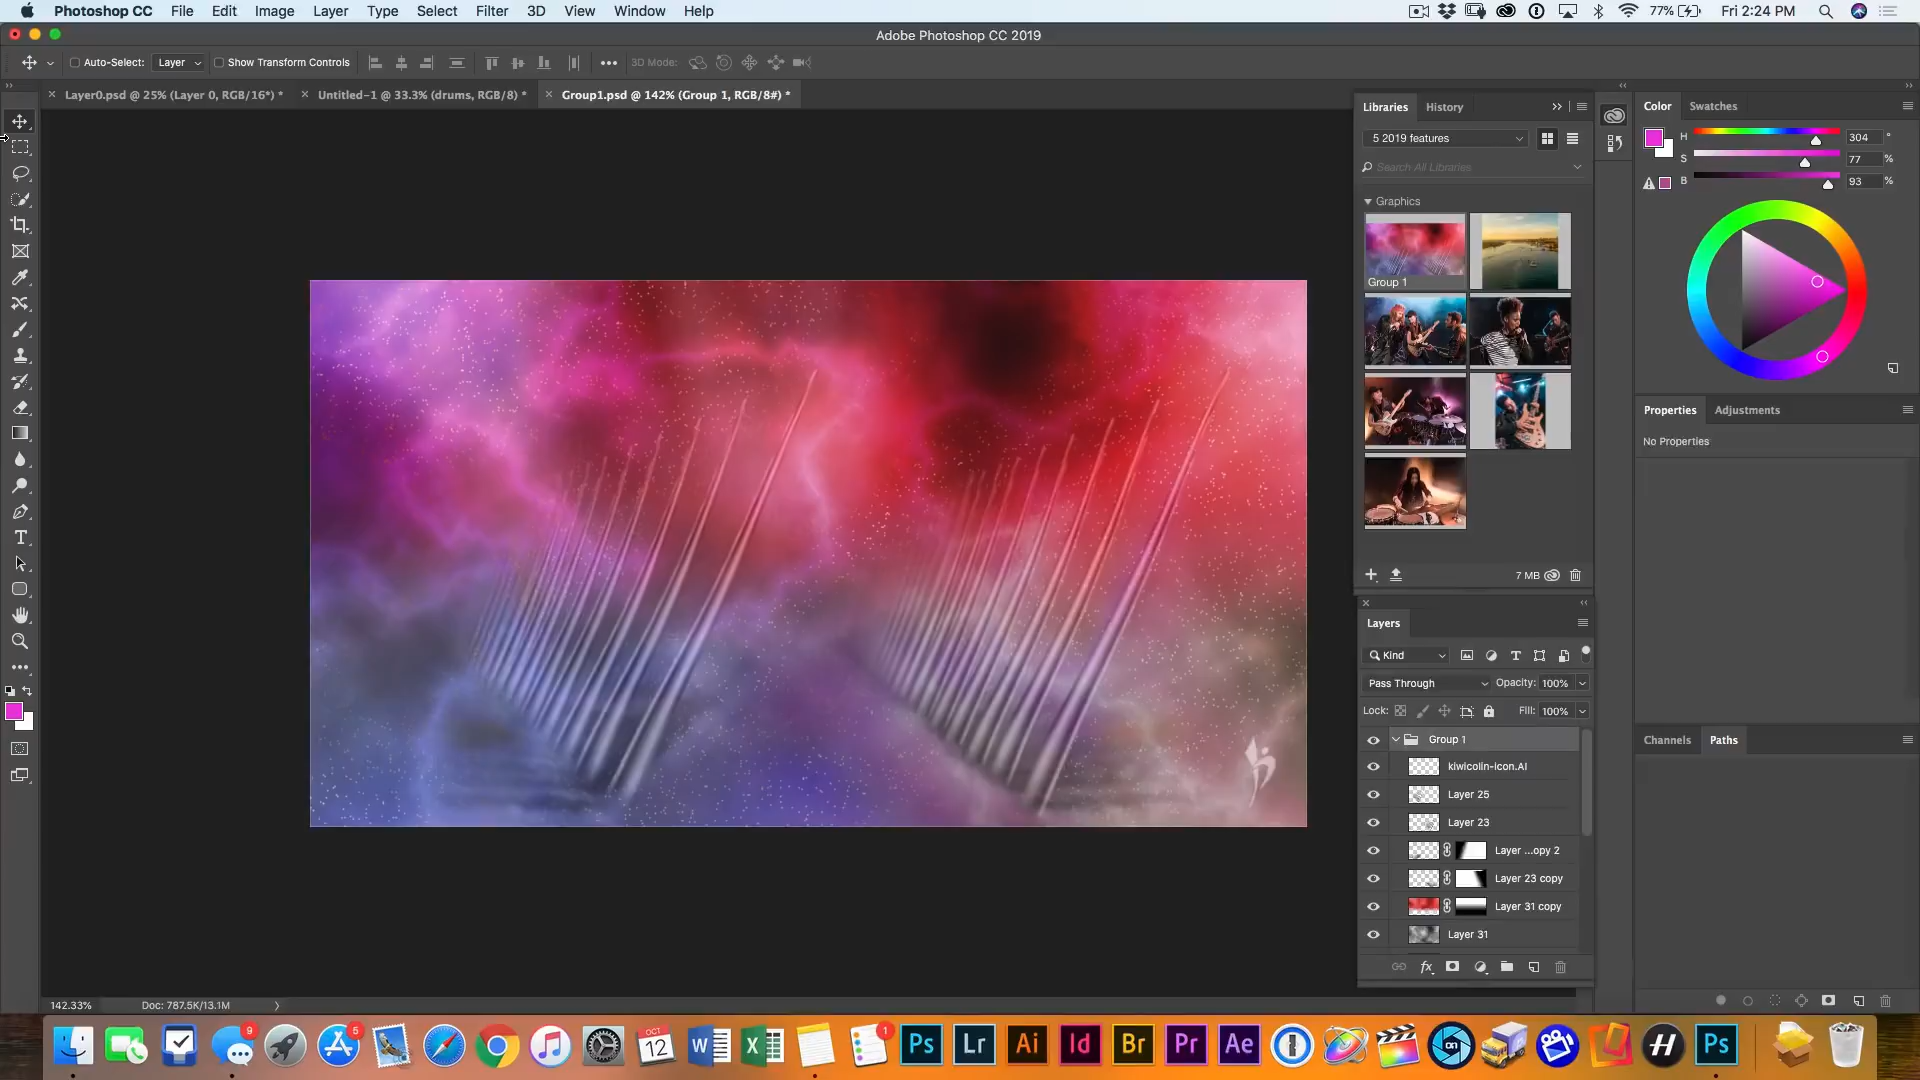 Photoshop CC File Edit Image Layer Type Select Filter 3D View Window Help 77% Fri 2:24 PM
Adobe Photoshop CC 2019
Auto-Select: Layer Show Transform Controls 3D Mode:
Layer0.psd @ 25% (Layer 0, RGB/16*) * Untitled-1 @ 33.3% (drums, RGB/8) * Group1.psd @ 142% (Group 1, RGB/8#) *
Libraries History
5 2019 features
Search All Libraries
Graphics
Group 1
7 MB
Color Swatches
H 304 °
S 77 %
B 93 %
Properties Adjustments
No Properties
Layers
Kind
Pass Through Opacity: 100%
Lock: Fill: 100%
Group 1
kiwicolin-icon.AI
Layer 25
Layer 23
Layer ...opy 2
Layer 23 copy
Layer 31 copy
Layer 31
fx
Channels Paths
142.33% Doc: 787.5K/13.1M
9 5 OCT 12 W X 1 Ps Lr Ai Id Br Pr Ae on H Ps